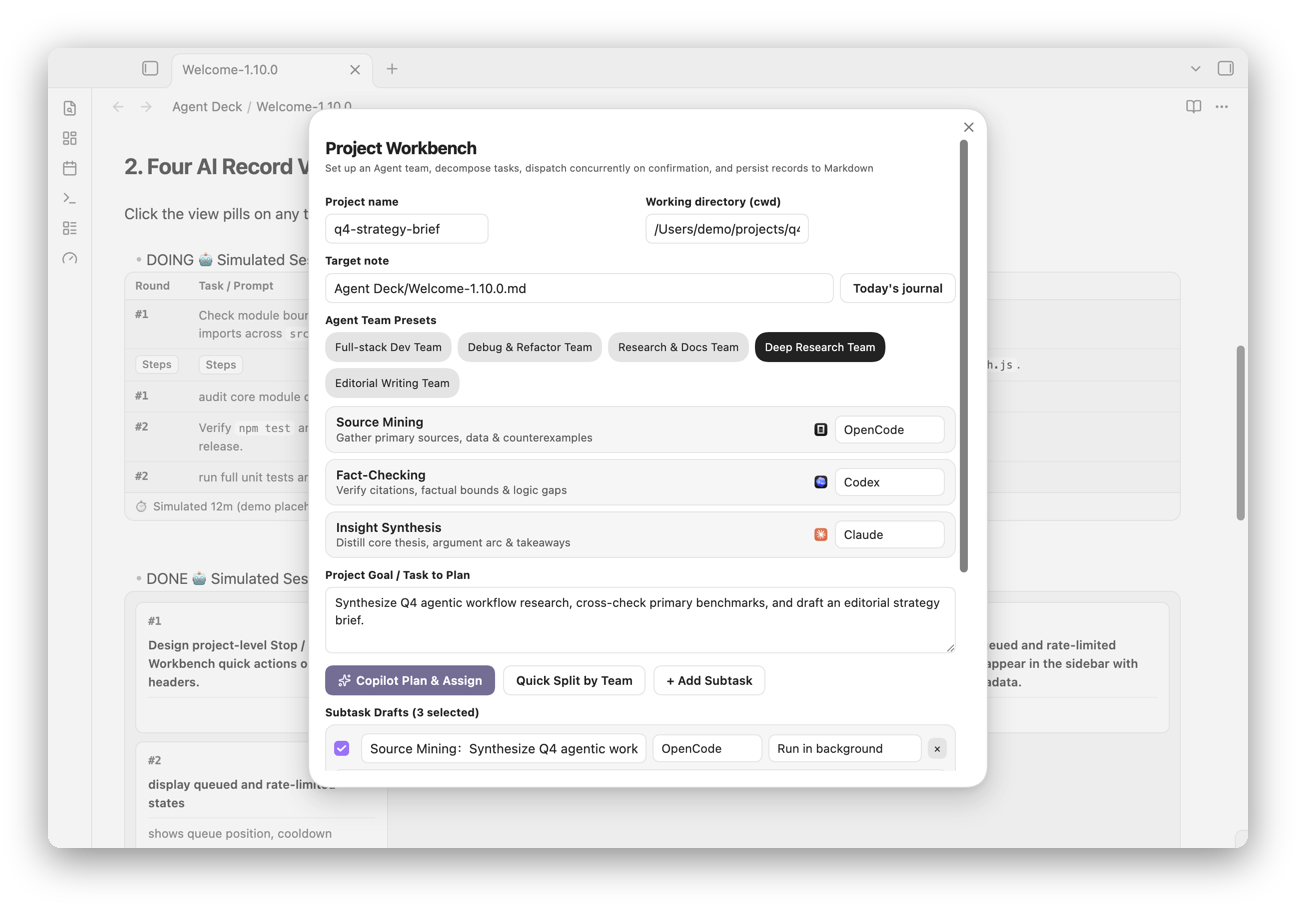 Welcome-1.10.0
Agent Deck / Welcome-1.10.0
2. Four AI Record V
Click the view pills on any t
DOING 🤖 Simulated Ses
Round Task / Prompt
#1 Check module boun
imports across src
Steps Steps h.js.
#1 audit core module c
#2 Verify npm test an
release.
#2 run full unit tests an
Simulated 12m (demo placeh
DONE 🤖 Simulated Ses
#1
Design project-level Stop /
Workbench quick actions o
headers.
eued and rate-limited
appear in the sidebar with
adata.
#2
display queued and rate-limited
states
shows queue position, cooldown
Project Workbench
Set up an Agent team, decompose tasks, dispatch concurrently on confirmation, and persist records to Markdown
Project name Working directory (cwd)
q4-strategy-brief /Users/demo/projects/q4
Target note
Agent Deck/Welcome-1.10.0.md Today's journal
Agent Team Presets
Full-stack Dev Team Debug & Refactor Team Research & Docs Team Deep Research Team
Editorial Writing Team
Source Mining
Gather primary sources, data & counterexamples
OpenCode
Fact-Checking
Verify citations, factual bounds & logic gaps
Codex
Insight Synthesis
Distill core thesis, argument arc & takeaways
Claude
Project Goal / Task to Plan
Synthesize Q4 agentic workflow research, cross-check primary benchmarks, and draft an editorial strategy
brief.
Copilot Plan & Assign Quick Split by Team + Add Subtask
Subtask Drafts (3 selected)
Source Mining: Synthesize Q4 agentic work OpenCode Run in background ×